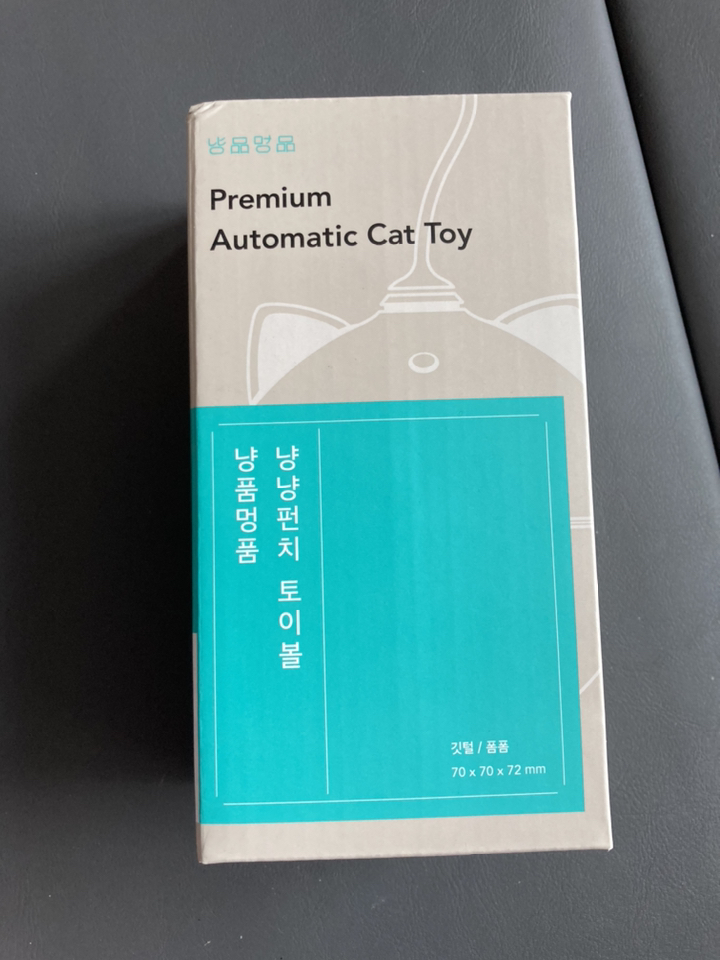 냥품멍품
Premium
Automatic Cat Toy
냥냥펀치 토이볼
냥품멍품
깃털 / 폼폼
70 x 70 x 72 mm